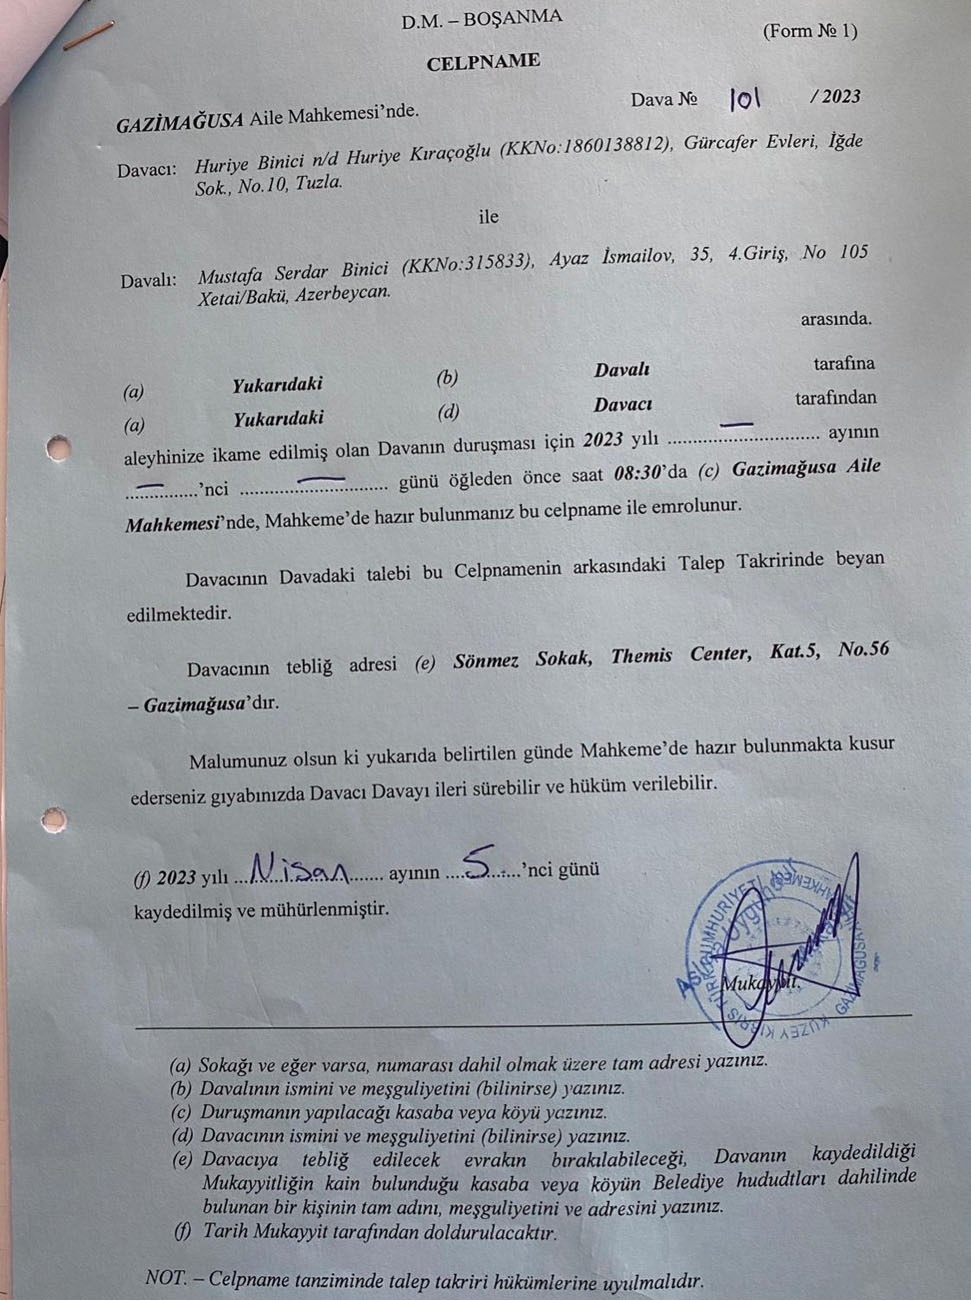 D.M. – BOŞANMA
(Form № 1)
CELPNAME
GAZİMAĞUSA Aile Mahkemesi’nde. Dava № 101 / 2023
Davacı: Huriye Binici n/d Huriye Kıraçoğlu (KKNo:1860138812), Gürcafer Evleri, İğde
Sok., No.10, Tuzla.
ile
Davalı: Mustafa Serdar Binici (KKNo:315833), Ayaz İsmailov, 35, 4.Giriş, No 105
Xetai/Bakü, Azerbeycan.
arasında.
(a) Yukarıdaki (b) Davalı tarafına
(a) Yukarıdaki (d) Davacı tarafından
aleyhinize ikame edilmiş olan Davanın duruşması için 2023 yılı .............................. ayının
..............’nci .............................. günü öğleden önce saat 08:30’da (c) Gazimağusa Aile
Mahkemesi’nde, Mahkeme’de hazır bulunmanız bu celpname ile emrolunur.
Davacının Davadaki talebi bu Celpnamenin arkasındaki Talep Takririnde beyan
edilmektedir.
Davacının tebliğ adresi (e) Sönmez Sokak, Themis Center, Kat.5, No.56
– Gazimağusa’dır.
Malumunuz olsun ki yukarıda belirtilen günde Mahkeme’de hazır bulunmakta kusur
ederseniz gıyabınızda Davacı Davayı ileri sürebilir ve hüküm verilebilir.
(f) 2023 yılı ...Nisan....... ayının ....5......’nci günü
kaydedilmiş ve mühürlenmiştir.
Mukayyit.
KUZEY KIBRIS TÜRK CUMHURİYETİ
GAZİMAĞUSA
(a) Sokağı ve eğer varsa, numarası dahil olmak üzere tam adresi yazınız.
(b) Davalının ismini ve meşguliyetini (bilinirse) yazınız.
(c) Duruşmanın yapılacağı kasaba veya köyü yazınız.
(d) Davacının ismini ve meşguliyetini (bilinirse) yazınız.
(e) Davacıya tebliğ edilecek evrakın bırakılabileceği, Davanın kaydedildiği
Mukayyitliğin kain bulunduğu kasaba veya köyün Belediye hududtları dahilinde
bulunan bir kişinin tam adını, meşguliyetini ve adresini yazınız.
(f) Tarih Mukayyit tarafından doldurulacaktır.
NOT. – Celpname tanziminde talep takriri hükümlerine uyulmalıdır.